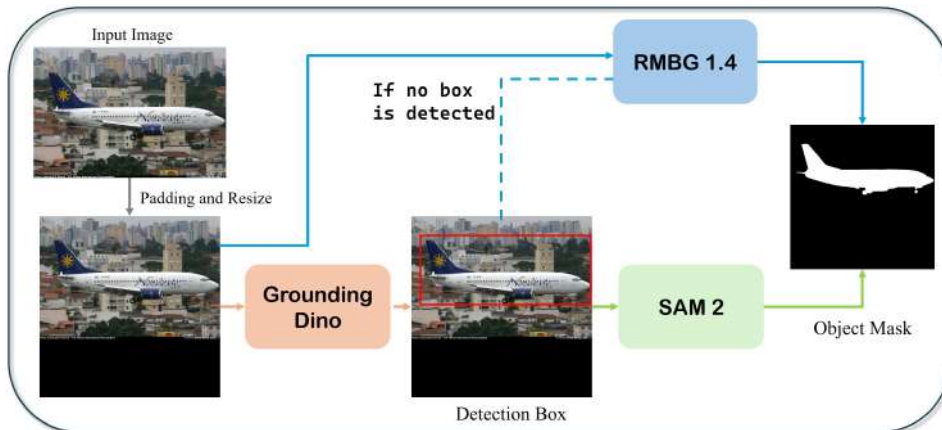 Input Image
Padding and Resize
If no box
is detected
RMBG 1.4
Grounding
Dino
SAM 2
Detection Box
Object Mask